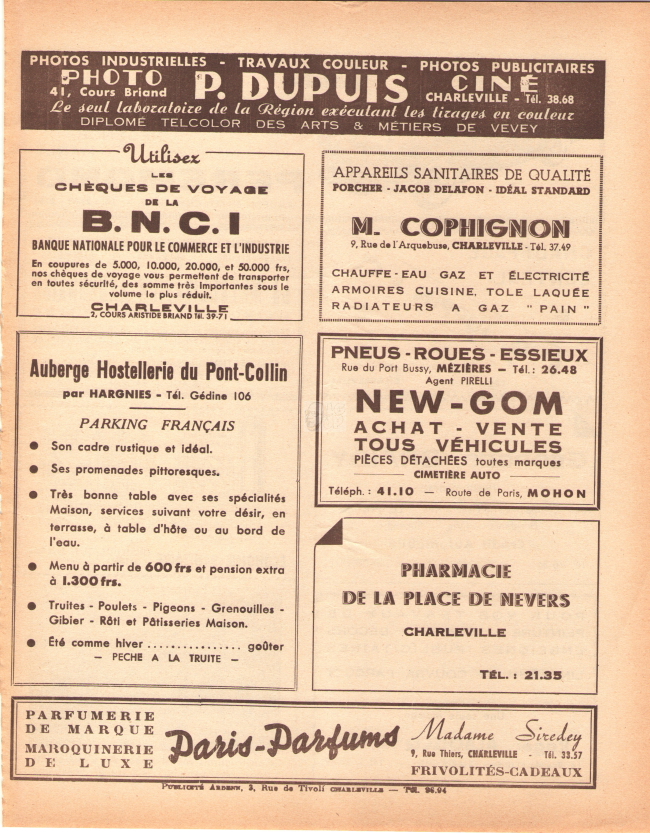 PHOTOS INDUSTRIELLES - TRAVAUX COULEUR - PHOTOS PUBLICITAIRES
PHOTO P. DUPUIS CINÉ
41, Cours Briand CHARLEVILLE - Tél. 38.68
Le seul laboratoire de la Région exécutant les tirages en couleur
DIPLOMÉ TELCOLOR DES ARTS & MÉTIERS DE VEVEY
Utilisez
LES
CHÈQUES DE VOYAGE
DE LA
B.N.C.I
BANQUE NATIONALE POUR LE COMMERCE ET L'INDUSTRIE
En coupures de 5.000, 10.000, 20.000, et 50.000 frs,
nos chèques de voyage vous permettent de transporter
en toutes sécurité, des somme très importantes sous le
volume le plus réduit.
CHARLEVILLE
2, COURS ARISTIDE BRIAND Tél. 39-71
APPAREILS SANITAIRES DE QUALITÉ
PORCHER - JACOB DELAFON - IDÉAL STANDARD
M. COPHIGNON
9, Rue de l'Arquebuse, CHARLEVILLE - Tél. 37.49
CHAUFFE-EAU GAZ ET ÉLECTRICITÉ
ARMOIRES CUISINE, TOLE LAQUÉE
RADIATEURS A GAZ " PAIN "
Auberge Hostellerie du Pont-Collin
par HARGNIES - Tél. Gédine 106
PARKING FRANÇAIS
● Son cadre rustique et idéal.
● Ses promenades pittoresques.
● Très bonne table avec ses spécialités
Maison, services suivant votre désir, en
terrasse, à table d'hôte ou au bord de
l'eau.
● Menu à partir de 600 frs et pension extra
à 1.300 frs.
● Truites - Poulets - Pigeons - Grenouilles -
Gibier - Rôti et Pâtisseries Maison.
● Été comme hiver ................ goûter
- PECHE A LA TRUITE -
PNEUS - ROUES - ESSIEUX
Rue du Port Bussy, MÉZIÈRES - Tél. : 26.48
Agent PIRELLI
NEW-GOM
ACHAT - VENTE
TOUS VÉHICULES
PIÈCES DÉTACHÉES toutes marques
CIMETIÈRE AUTO
Téléph. : 41.10 - Route de Paris, MOHON
PHARMACIE
DE LA PLACE DE NEVERS
CHARLEVILLE
TÉL. : 21.35
PARFUMERIE
DE MARQUE
MAROQUINERIE
DE LUXE
Paris-Parfums
Madame Siredey
9, Rue Thiers, CHARLEVILLE - Tél. 33.57
FRIVOLITÉS-CADEAUX
PUBLICITÉ ARDENN, 3, Rue de Tivoli CHARLEVILLE - Tél. 96.94